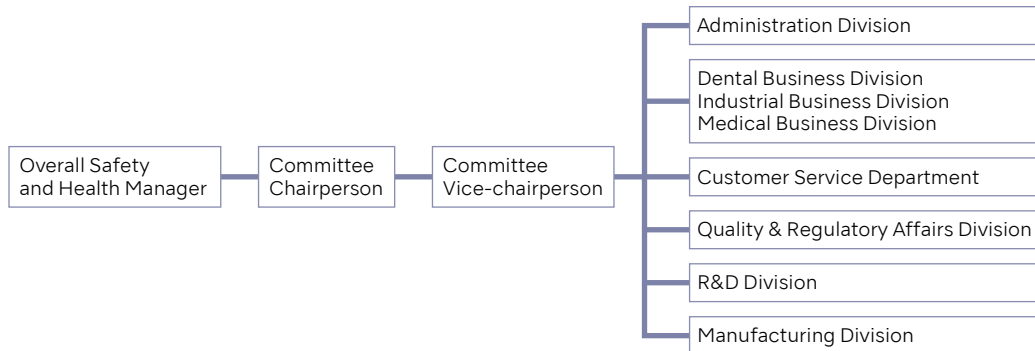 Overall Safety
and Health Manager
Committee
Chairperson
Committee
Vice-chairperson
Administration Division
Dental Business Division
Industrial Business Division
Medical Business Division
Customer Service Department
Quality & Regulatory Affairs Division
R&D Division
Manufacturing Division